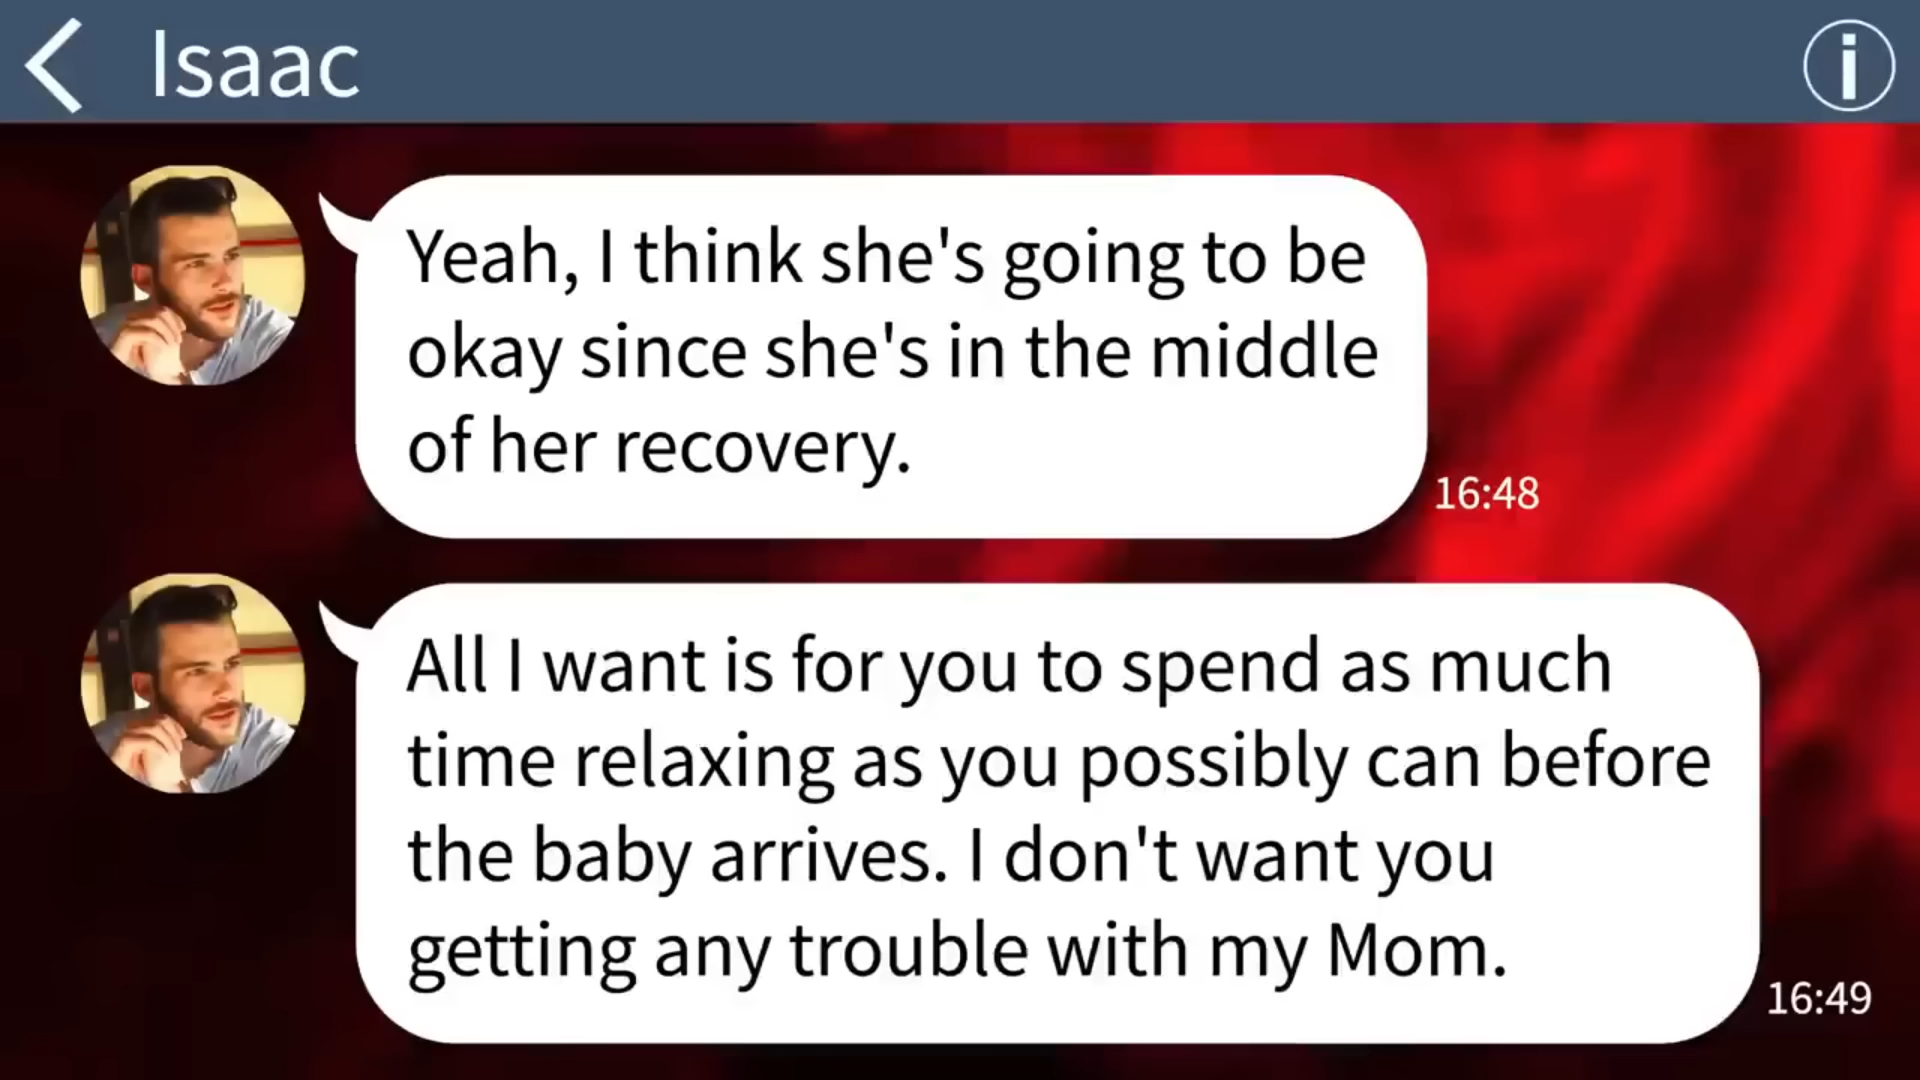 Isaac
Yeah, I think she's going to be
okay since she's in the middle
of her recovery.
16:48
All I want is for you to spend as much
time relaxing as you possibly can before
the baby arrives. I don't want you
getting any trouble with my Mom.
16:49